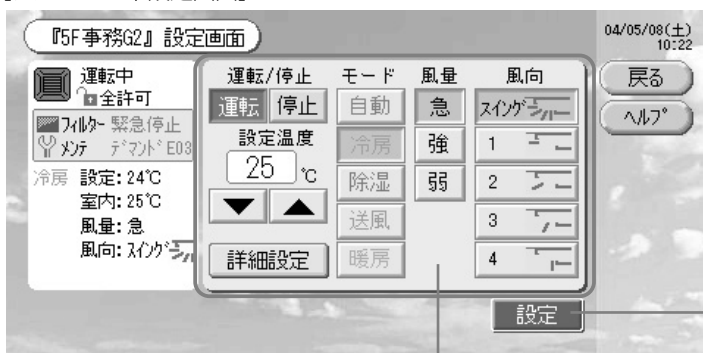 『5F事務G2』設定画面
04/05/08(土)
10:22
運転中
全許可
フィルター 緊急停止
メンテ デマンド E03
冷房 設定:24℃
室内:25℃
風量:急
風向:スイング
運転/停止
運転 停止
設定温度
25 ℃
詳細設定
モード
自動
冷房
除湿
送風
暖房
風量
急
強
弱
風向
スイング
1
2
3
4
戻る
ヘルプ
設定